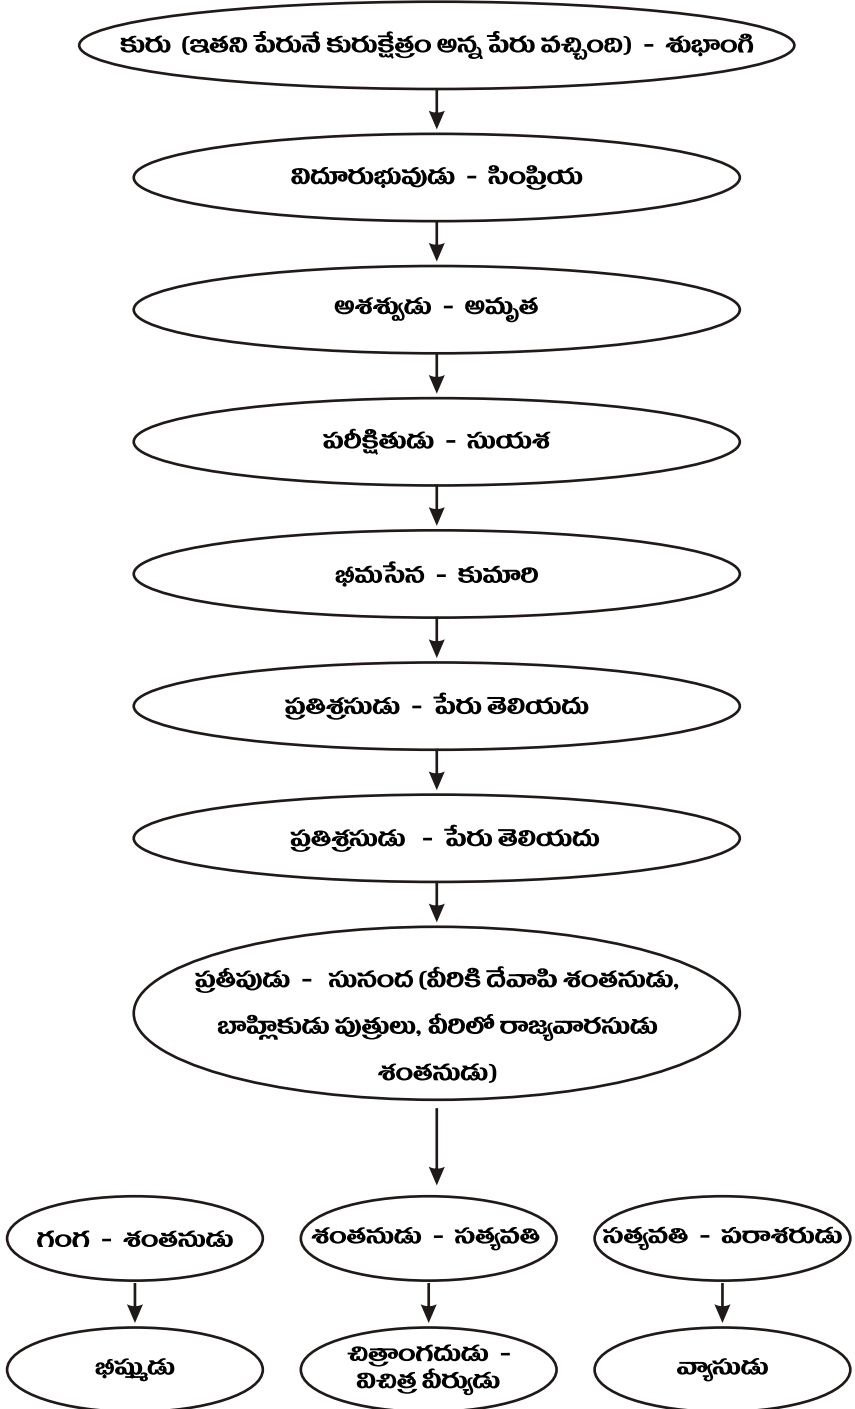 కురు (ఇతని పేరునే కురుక్షేత్రం అన్న పేరు వచ్చింది) - శుభాంగి
విదూరుభువుడు - సింప్రియ
అశశ్వుడు - అమృత
పరీక్షితుడు - సుయశ
భీమసేన - కుమారి
ప్రతిశ్రసుడు - పేరు తెలియదు
ప్రతిశ్రసుడు - పేరు తెలియదు
ప్రతీపుడు - సునంద (వీరికి దేవాపి శంతనుడు,
బాహ్లికుడు పుత్రులు, వీరిలో రాజ్యవారసుడు
శంతనుడు)
గంగ - శంతనుడు
శంతనుడు - సత్యవతి
సత్యవతి - పరాశరుడు
భీష్ముడు
చిత్రాంగదుడు -
విచిత్ర వీర్యుడు
వ్యాసుడు